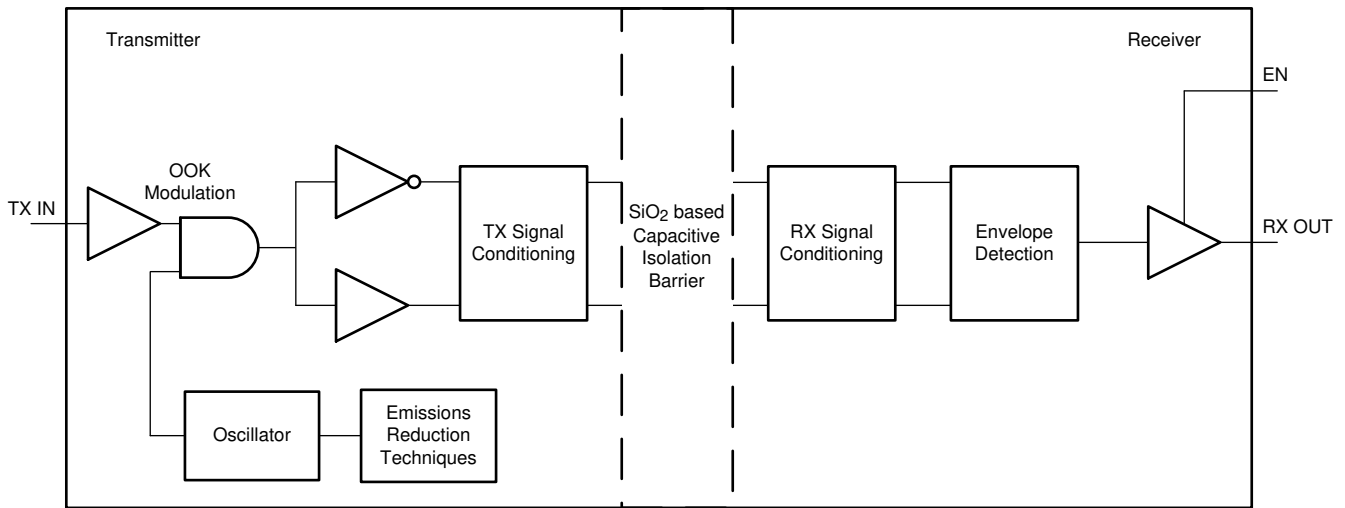 Transmitter
Receiver
EN
OOK
Modulation
TX IN
TX Signal
Conditioning
SiO2 based
Capacitive
Isolation
Barrier
RX Signal
Conditioning
Envelope
Detection
RX OUT
Oscillator
Emissions
Reduction
Techniques